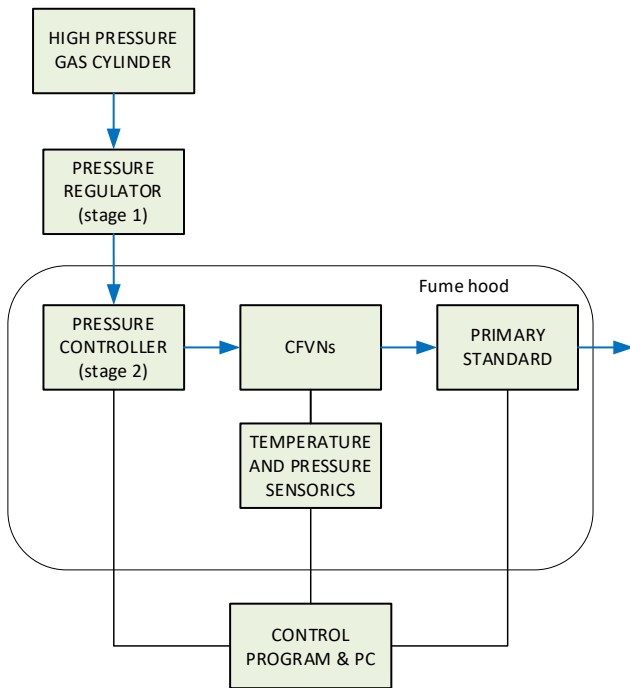 HIGH PRESSURE
GAS CYLINDER
PRESSURE
REGULATOR
(stage 1)
Fume hood
PRESSURE
CONTROLLER
(stage 2)
CFVNs
PRIMARY
STANDARD
TEMPERATURE
AND PRESSURE
SENSORICS
CONTROL
PROGRAM & PC